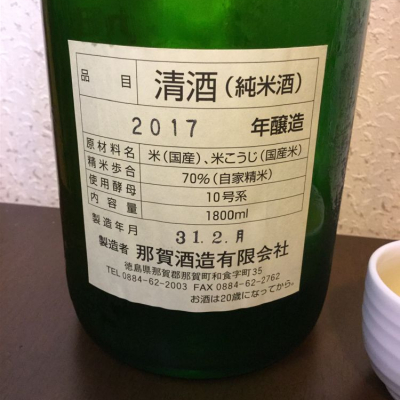 品目 清酒(純米酒)
2017 年醸造
原材料名 米(国産)、米こうじ(国産米)
精米歩合 70%(自家精米)
使用酵母 10号系
内容量 1800ml
製造年月 31.2.月
製造者 那賀酒造有限会社
徳島県那賀郡那賀町和食字町35
TEL0884-62-2003 FAX 0884-62-2762
お酒は20歳になってから。